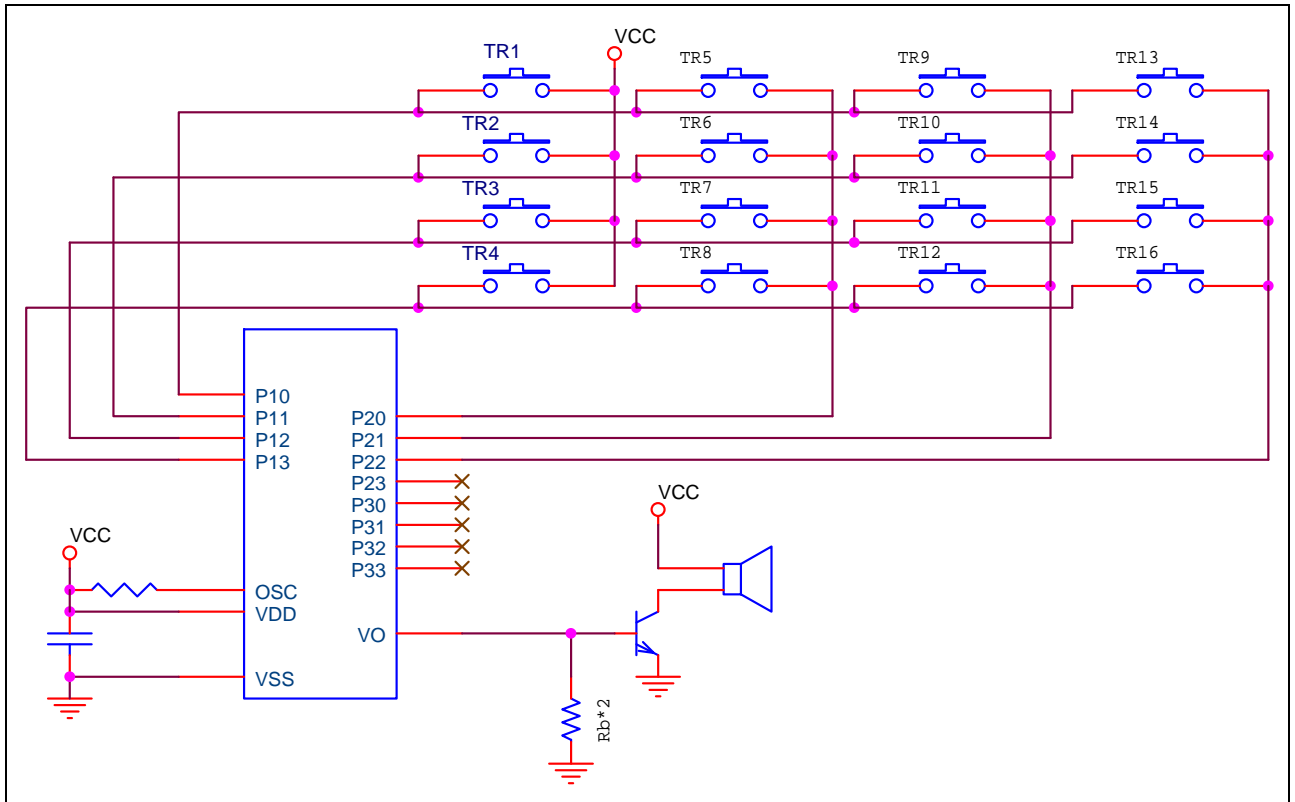 VCC
TR1
TR5
TR9
TR13
TR2
TR6
TR10
TR14
TR3
TR7
TR11
TR15
TR4
TR8
TR12
TR16
P10
P11
P12
P13
P20
P21
P22
P23
P30
P31
P32
P33
VCC
VCC
OSC
VDD
VO
VSS
Rb*2